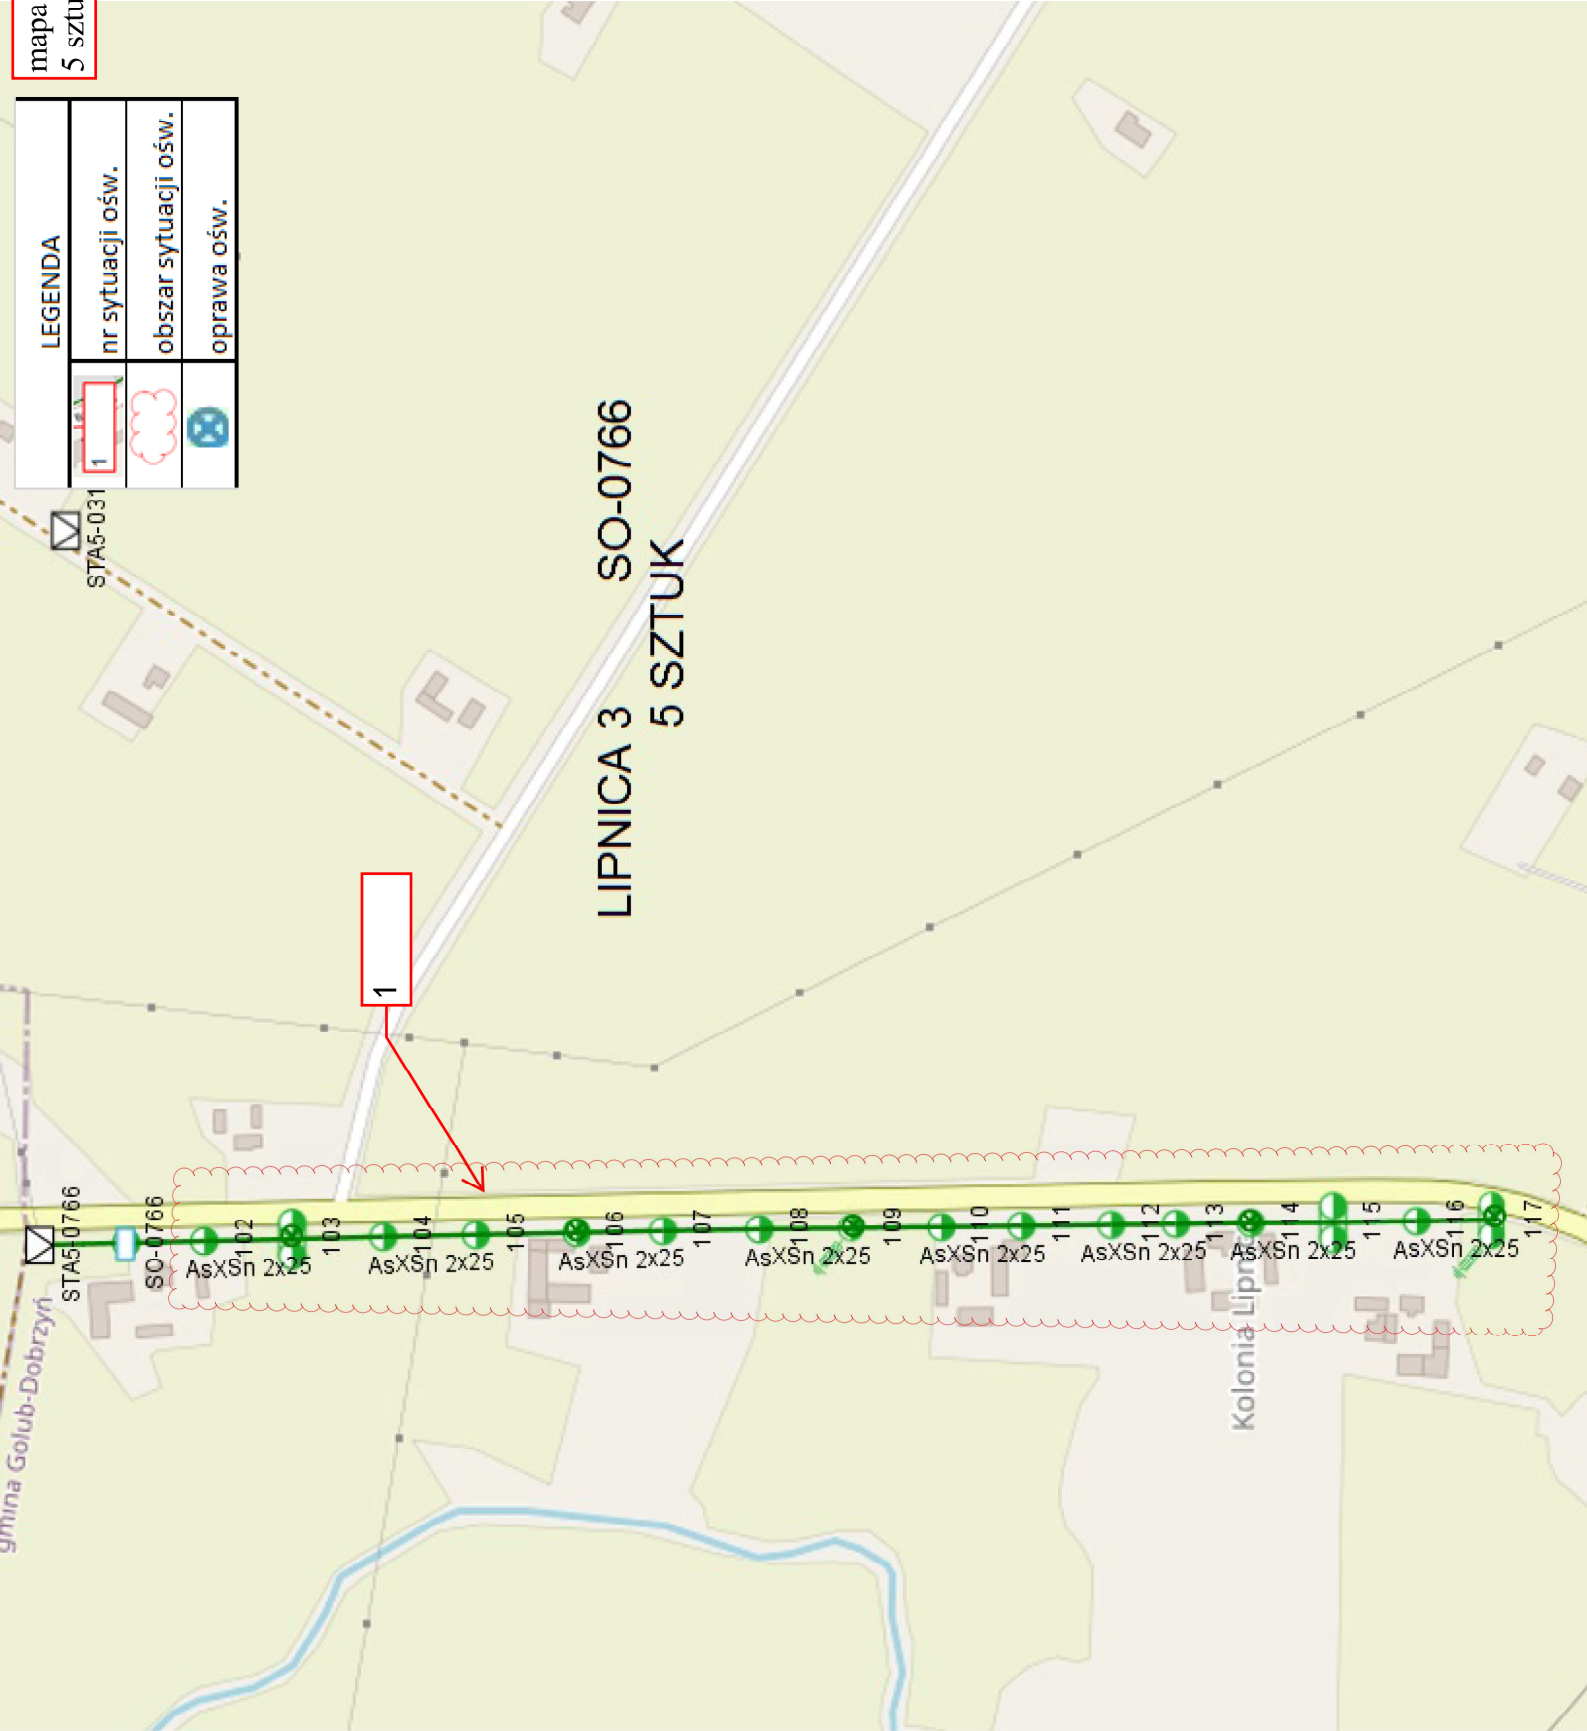 mapa
5 sztu
LEGENDA
1 nr sytuacji ośw.
obszar sytuacji ośw.
oprawa ośw.
STA5-031
LIPNICA 3 SO-0766
5 SZTUK
1
STA5-0766
SO-0766
gmina Golub-Dobrzyń
102
103
104
105
106
107
108
109
110
111
112
113
114
115
116
117
AsXSn 2x25
AsXSn 2x25
AsXSn 2x25
AsXSn 2x25
AsXSn 2x25
AsXSn 2x25
AsXSn 2x25
AsXSn 2x25
Kolonia Lipn